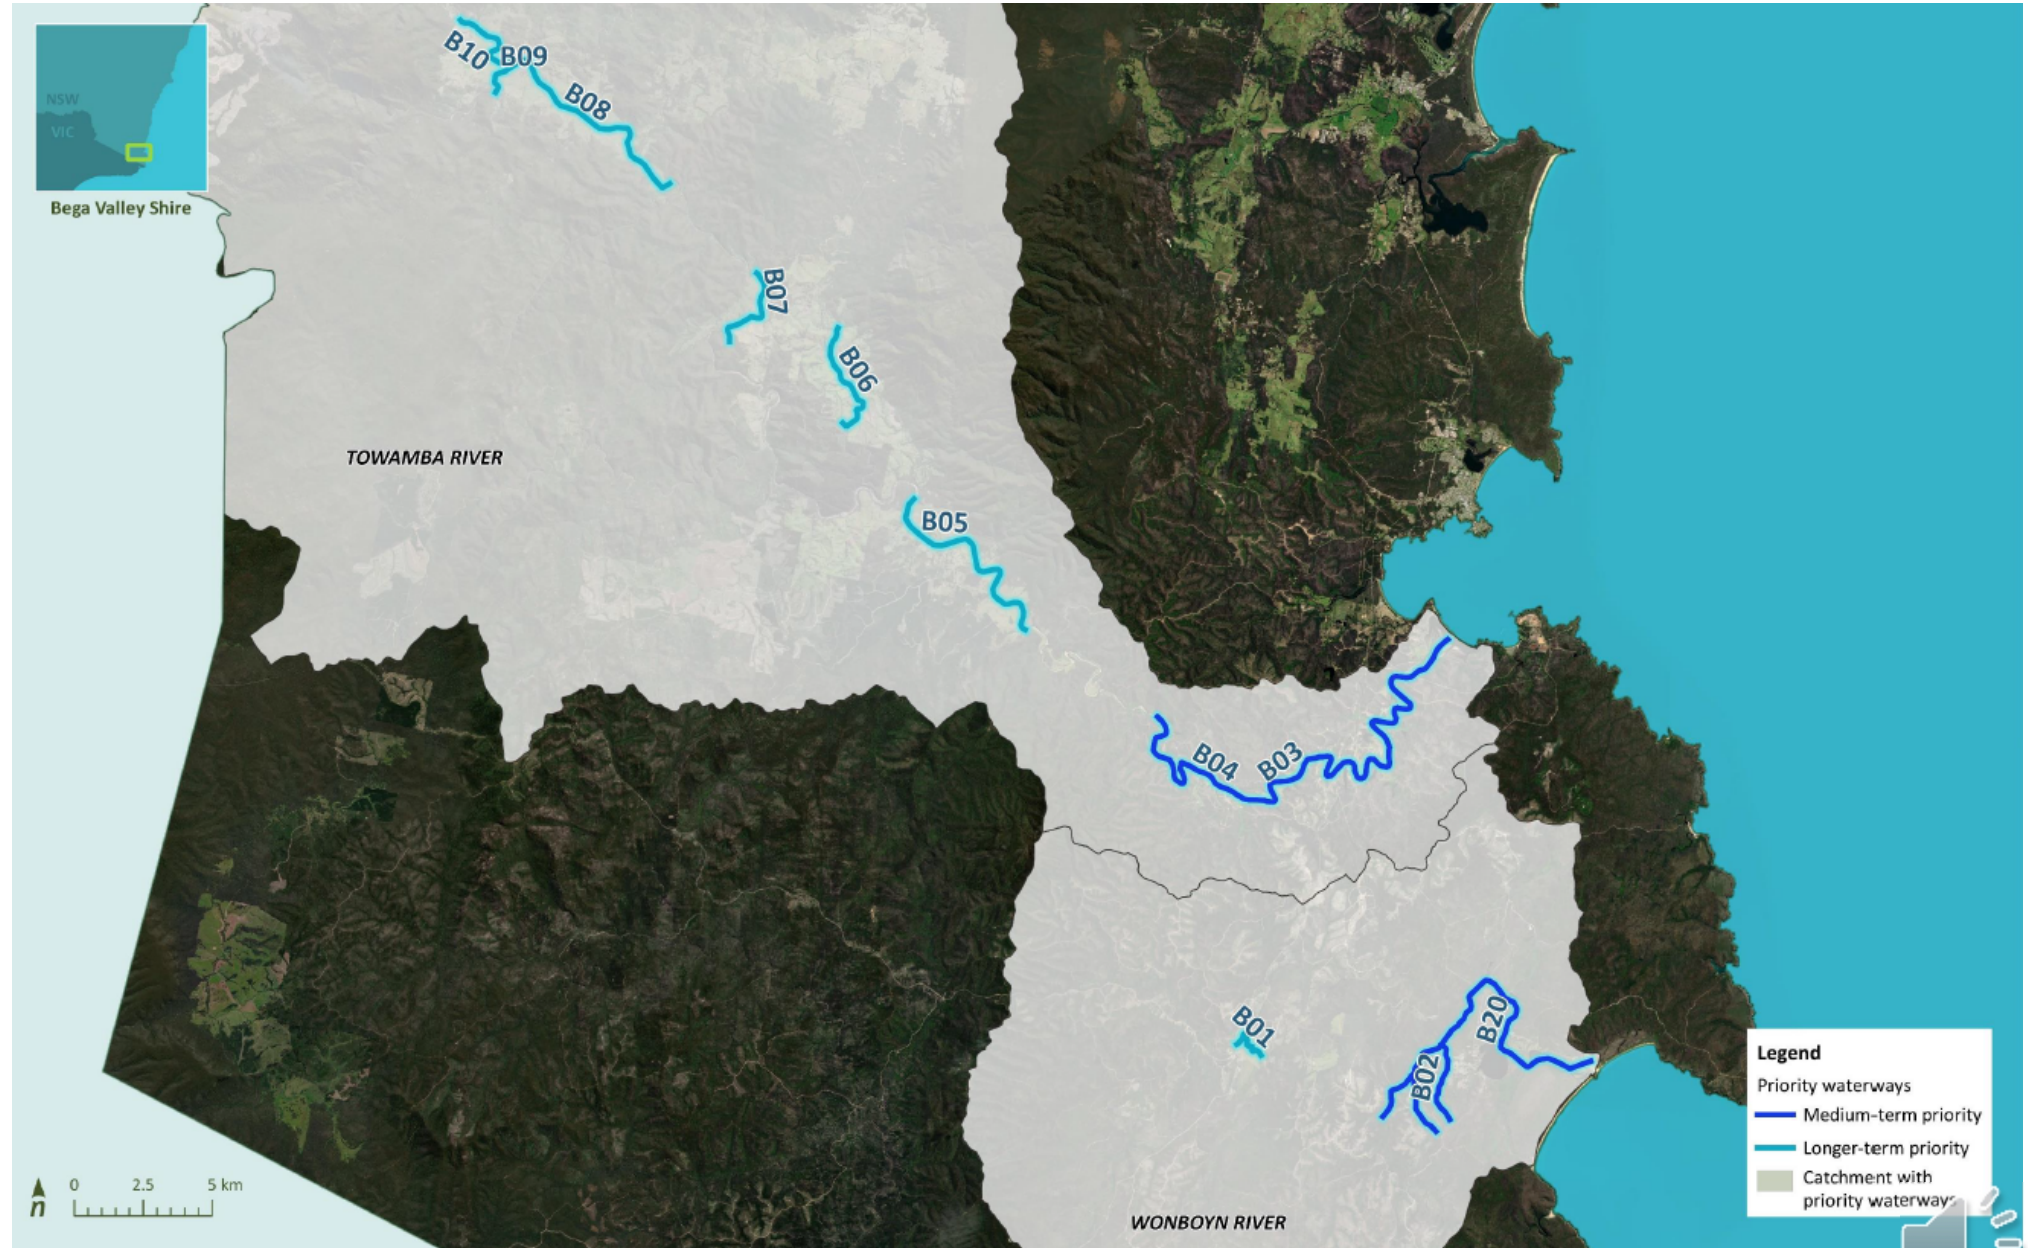 NSW
VIC
Bega Valley Shire
B10
B09
B08
B07
B06
TOWAMBA RIVER
B05
B04
B03
B01
B20
B02
WONBOYN RIVER
Legend
Priority waterways
Medium-term priority
Longer-term priority
Catchment with
priority waterways
0 2.5 5 km
n